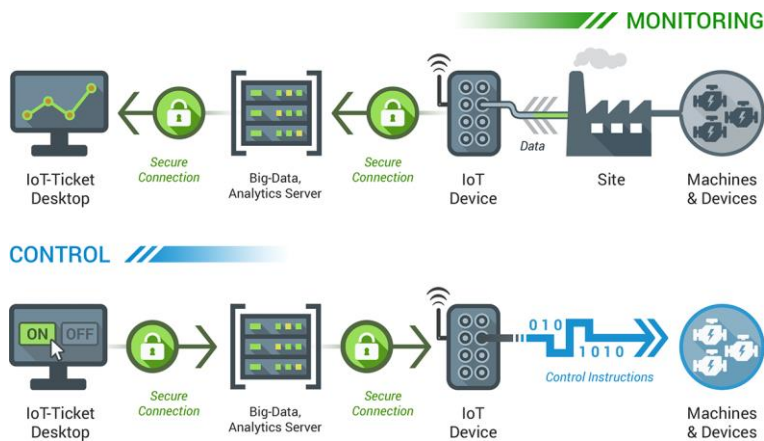 MONITORING
IoT-Ticket
Desktop
Secure
Connection
Big-Data,
Analytics Server
Secure
Connection
IoT
Device
Data
Site
Machines
& Devices
CONTROL
ON OFF
IoT-Ticket
Desktop
Secure
Connection
Big-Data,
Analytics Server
Secure
Connection
IoT
Device
010
1010
Control Instructions
Machines
& Devices